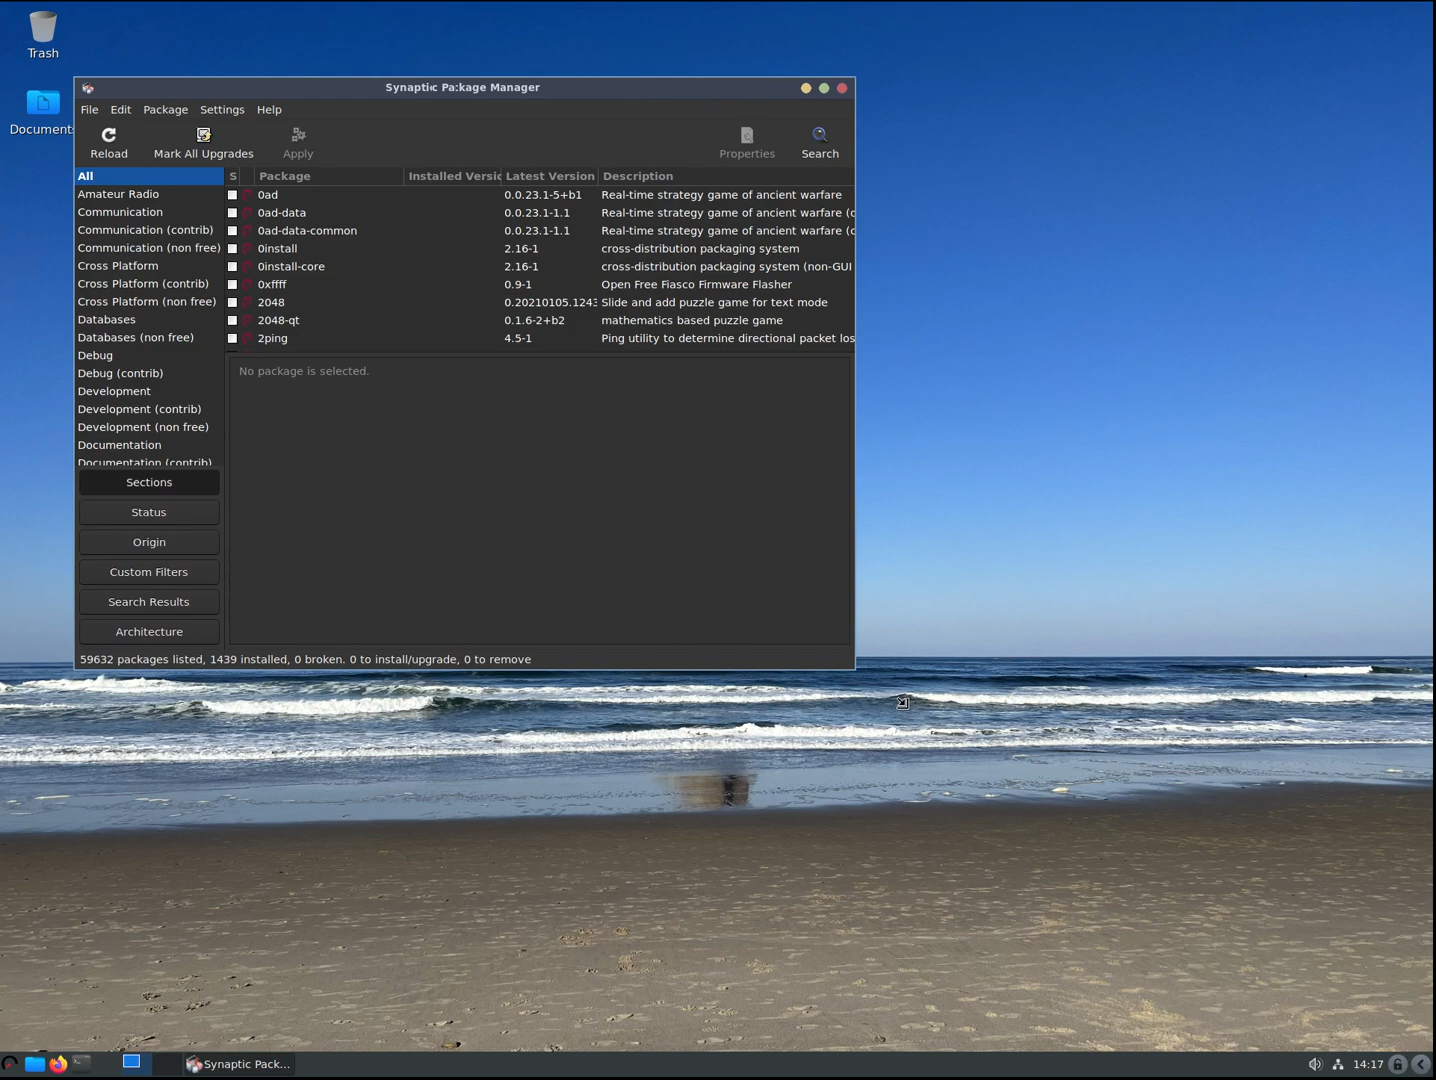 Trash
Document
Synaptic Package Manager
File Edit Package Settings Help
Reload Mark All Upgrades Apply Properties Search
All
Amateur Radio
Communication
Communication (contrib)
Communication (non free)
Cross Platform
Cross Platform (contrib)
Cross Platform (non free)
Databases
Databases (non free)
Debug
Debug (contrib)
Development
Development (contrib)
Development (non free)
Documentation
Documentation (contrib)
Sections
Status
Origin
Custom Filters
Search Results
Architecture
S Package Installed Versic Latest Version Description
0ad 0.0.23.1-5+b1 Real-time strategy game of ancient warfare
0ad-data 0.0.23.1-1.1 Real-time strategy game of ancient warfare (c
0ad-data-common 0.0.23.1-1.1 Real-time strategy game of ancient warfare (c
0install 2.16-1 cross-distribution packaging system
0install-core 2.16-1 cross-distribution packaging system (non-GUI
0xffff 0.9-1 Open Free Fiasco Firmware Flasher
2048 0.20210105.1243 Slide and add puzzle game for text mode
2048-qt 0.1.6-2+b2 mathematics based puzzle game
2ping 4.5-1 Ping utility to determine directional packet los
No package is selected.
59632 packages listed, 1439 installed, 0 broken. 0 to install/upgrade, 0 to remove
Synaptic Pack... 14:17